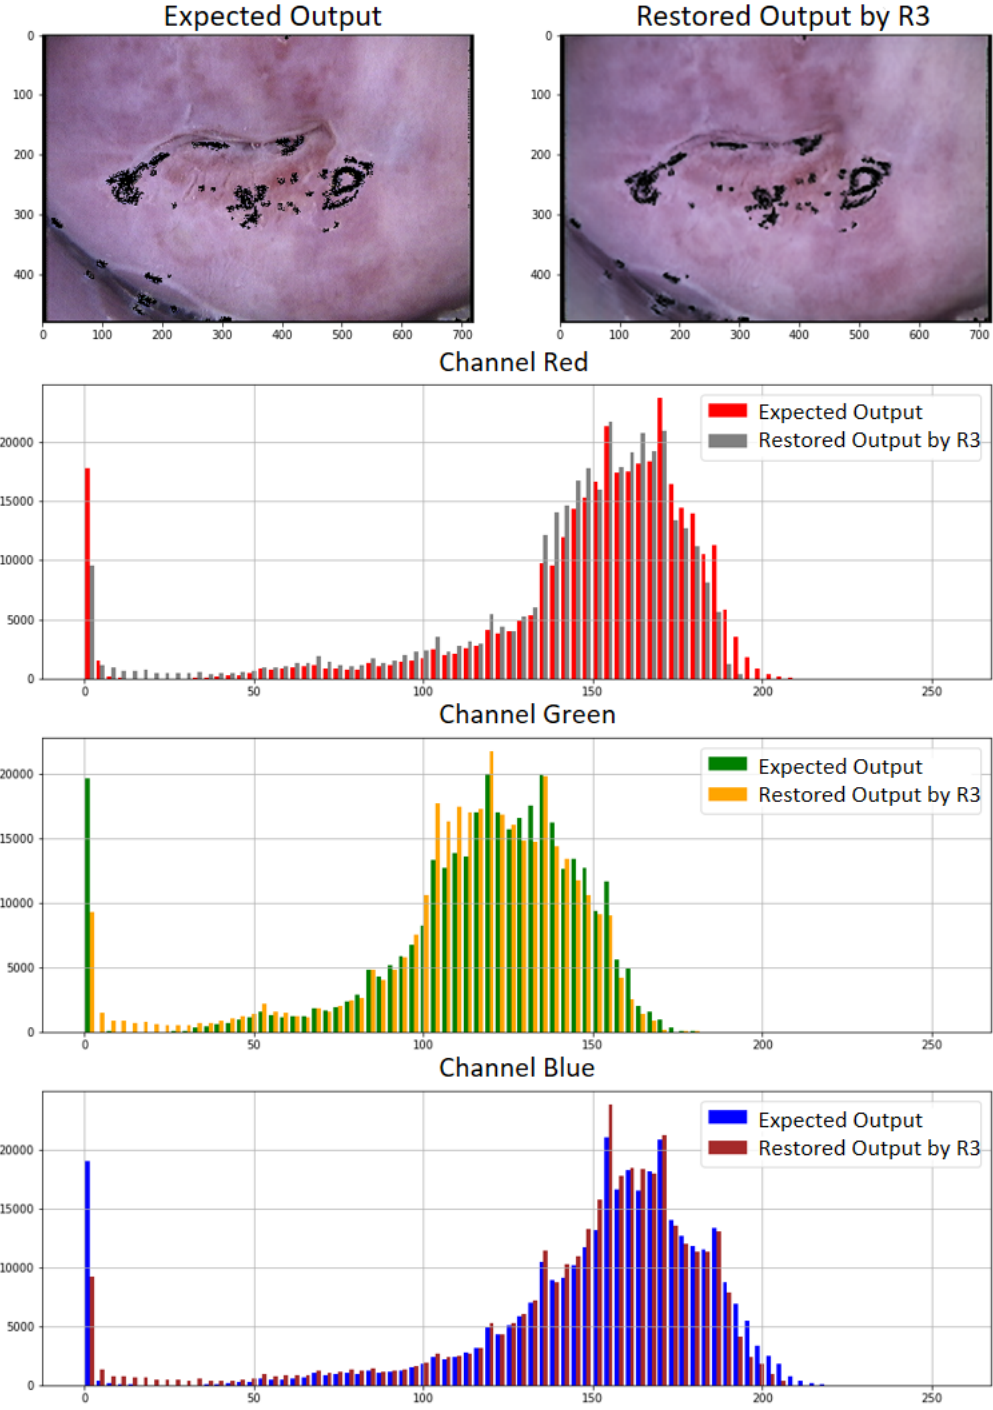 Expected Output Restored Output by R3
0 0
100 100
200 200
300 300
400 400
0 100 200 300 400 500 600 700 0 100 200 300 400 500 600 700
Channel Red
20000
15000
10000
5000
0
Expected Output
Restored Output by R3
0 50 100 150 200 250
Channel Green
20000
15000
10000
5000
0
Expected Output
Restored Output by R3
0 50 100 150 200 250
Channel Blue
20000
15000
10000
5000
0
Expected Output
Restored Output by R3
0 50 100 150 200 250